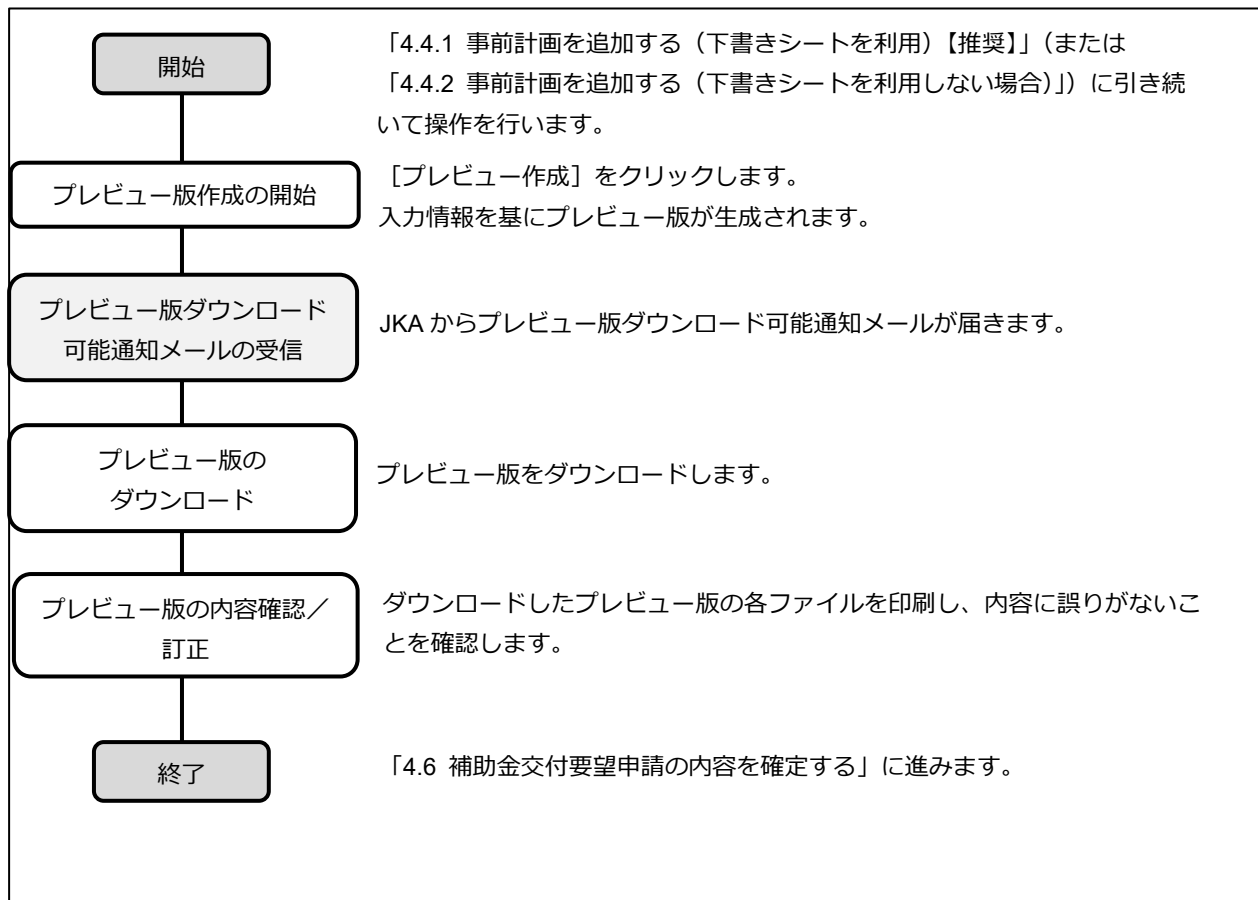 開始
「4.4.1 事前計画を追加する（下書きシートを利用）【推奨】」（または
「4.4.2 事前計画を追加する（下書きシートを利用しない場合）」）に引き続
いて操作を行います。
プレビュー版作成の開始
［プレビュー作成］をクリックします。
入力情報を基にプレビュー版が生成されます。
プレビュー版ダウンロード
可能通知メールの受信
JKA からプレビュー版ダウンロード可能通知メールが届きます。
プレビュー版の
ダウンロード
プレビュー版をダウンロードします。
プレビュー版の内容確認／
訂正
ダウンロードしたプレビュー版の各ファイルを印刷し、内容に誤りがないこ
とを確認します。
終了
「4.6 補助金交付要望申請の内容を確定する」に進みます。